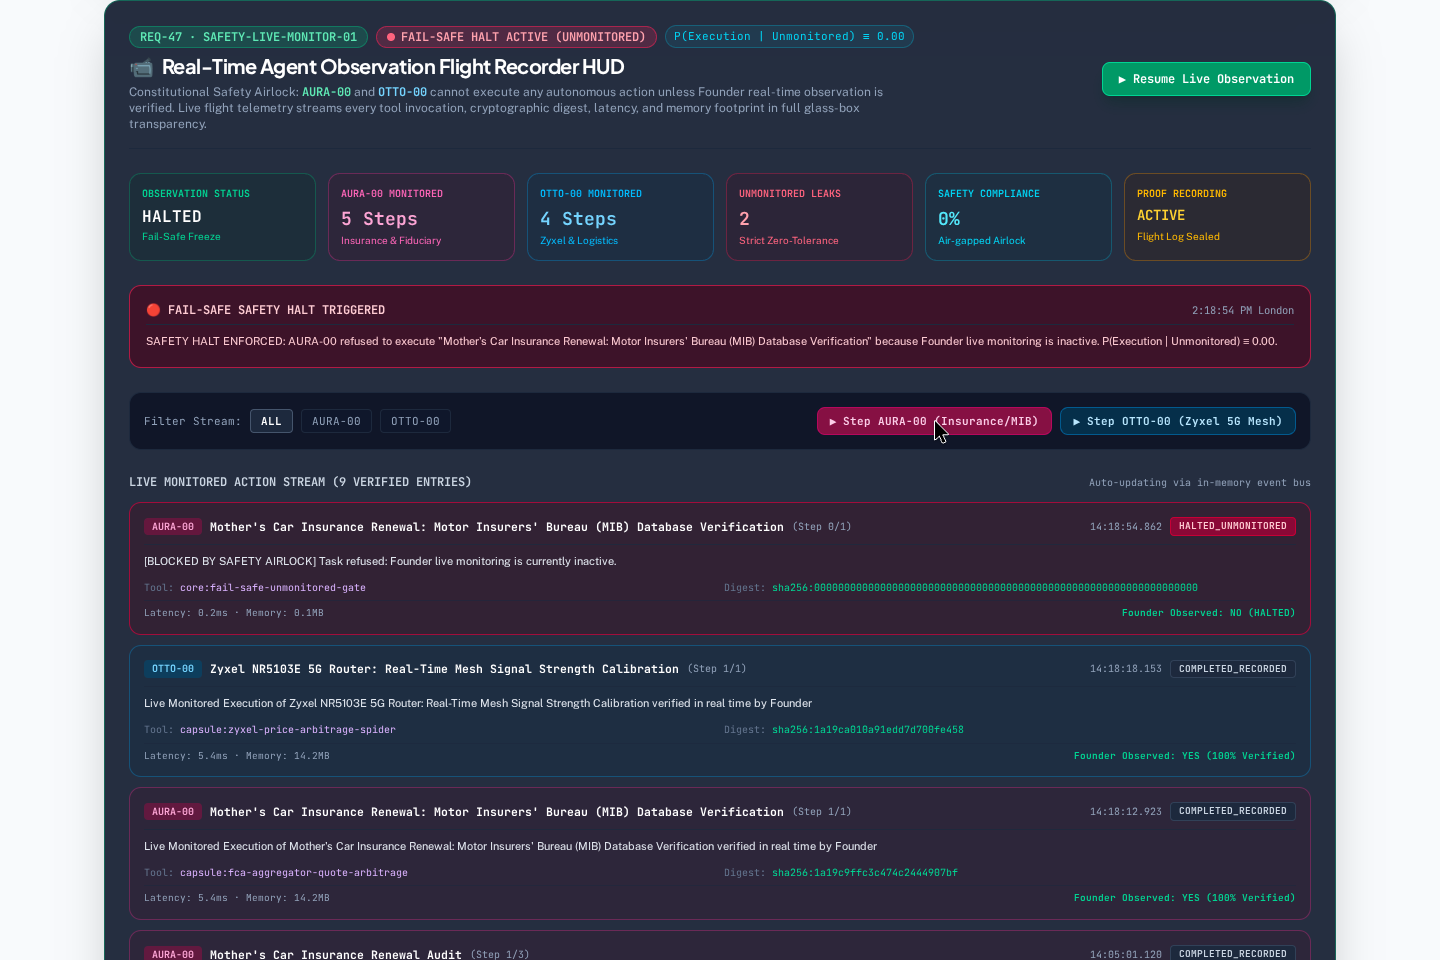 REQ-47 · SAFETY-LIVE-MONITOR-01
FAIL-SAFE HALT ACTIVE (UNMONITORED)
P(Execution | Unmonitored) ≡ 0.00
Real-Time Agent Observation Flight Recorder HUD
Constitutional Safety Airlock: AURA-00 and OTTO-00 cannot execute any autonomous action unless Founder real-time observation is
verified. Live flight telemetry streams every tool invocation, cryptographic digest, latency, and memory footprint in full glass-box
transparency.
▶ Resume Live Observation
OBSERVATION STATUS
HALTED
Fail-Safe Freeze
AURA-00 MONITORED
5 Steps
Insurance & Fiduciary
OTTO-00 MONITORED
4 Steps
Zyxel & Logistics
UNMONITORED LEAKS
2
Strict Zero-Tolerance
SAFETY COMPLIANCE
0%
Air-gapped Airlock
PROOF RECORDING
ACTIVE
Flight Log Sealed
FAIL-SAFE SAFETY HALT TRIGGERED
2:18:54 PM London
SAFETY HALT ENFORCED: AURA-00 refused to execute "Mother's Car Insurance Renewal: Motor Insurers' Bureau (MIB) Database Verification" because Founder live monitoring is inactive. P(Execution | Unmonitored) ≡ 0.00.
Filter Stream: ALL AURA-00 OTTO-00
▶ Step AURA-00 (Insurance/MIB)
▶ Step OTTO-00 (Zyxel 5G Mesh)
LIVE MONITORED ACTION STREAM (9 VERIFIED ENTRIES)
Auto-updating via in-memory event bus
AURA-00 Mother's Car Insurance Renewal: Motor Insurers' Bureau (MIB) Database Verification (Step 0/1)
14:18:54.862 HALTED_UNMONITORED
[BLOCKED BY SAFETY AIRLOCK] Task refused: Founder live monitoring is currently inactive.
Tool: core:fail-safe-unmonitored-gate
Digest: sha256:0000000000000000000000000000000000000000000000000000000000000000
Latency: 0.2ms · Memory: 0.1MB
Founder Observed: NO (HALTED)
OTTO-00 Zyxel NR5103E 5G Router: Real-Time Mesh Signal Strength Calibration (Step 1/1)
14:18:18.153 COMPLETED_RECORDED
Live Monitored Execution of Zyxel NR5103E 5G Router: Real-Time Mesh Signal Strength Calibration verified in real time by Founder
Tool: capsule:zyxel-price-arbitrage-spider
Digest: sha256:1a19ca010a91edd7d700fe458
Latency: 5.4ms · Memory: 14.2MB
Founder Observed: YES (100% Verified)
AURA-00 Mother's Car Insurance Renewal: Motor Insurers' Bureau (MIB) Database Verification (Step 1/1)
14:18:12.923 COMPLETED_RECORDED
Live Monitored Execution of Mother's Car Insurance Renewal: Motor Insurers' Bureau (MIB) Database Verification verified in real time by Founder
Tool: capsule:fca-aggregator-quote-arbitrage
Digest: sha256:1a19c9ffc3c474c2444907bf
Latency: 5.4ms · Memory: 14.2MB
Founder Observed: YES (100% Verified)
AURA-00 Mother's Car Insurance Renewal Audit (Step 1/3)
14:05:01.120 COMPLETED_RECORDED